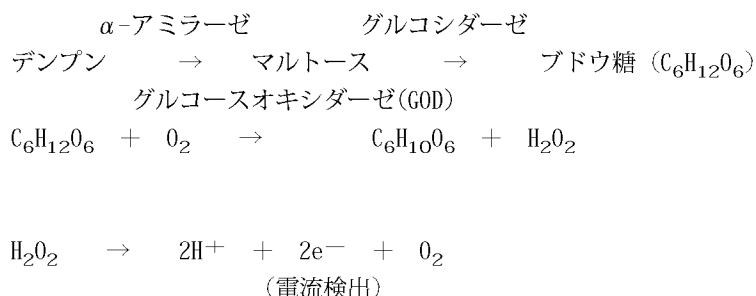 α-アミラーゼ グルコシダーゼ
デンプン → マルトース → ブドウ糖 (C₆H₁₂O₆)
グルコースオキシダーゼ(GOD)
C₆H₁₂O₆ + O₂ → C₆H₁₀O₆ + H₂O₂
H₂O₂ → 2H⁺ + 2e⁻ + O₂
(電流検出)